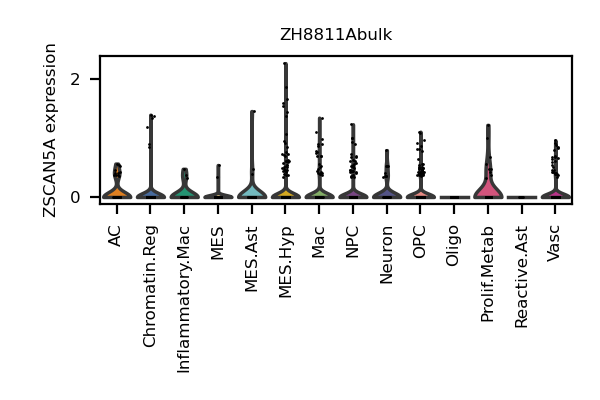 ZH8811Abulk
ZSCAN5A expression
2
0
AC
Chromatin.Reg
Inflammatory.Mac
MES
MES.Ast
MES.Hyp
Mac
NPC
Neuron
OPC
Oligo
Prolif.Metab
Reactive.Ast
Vasc